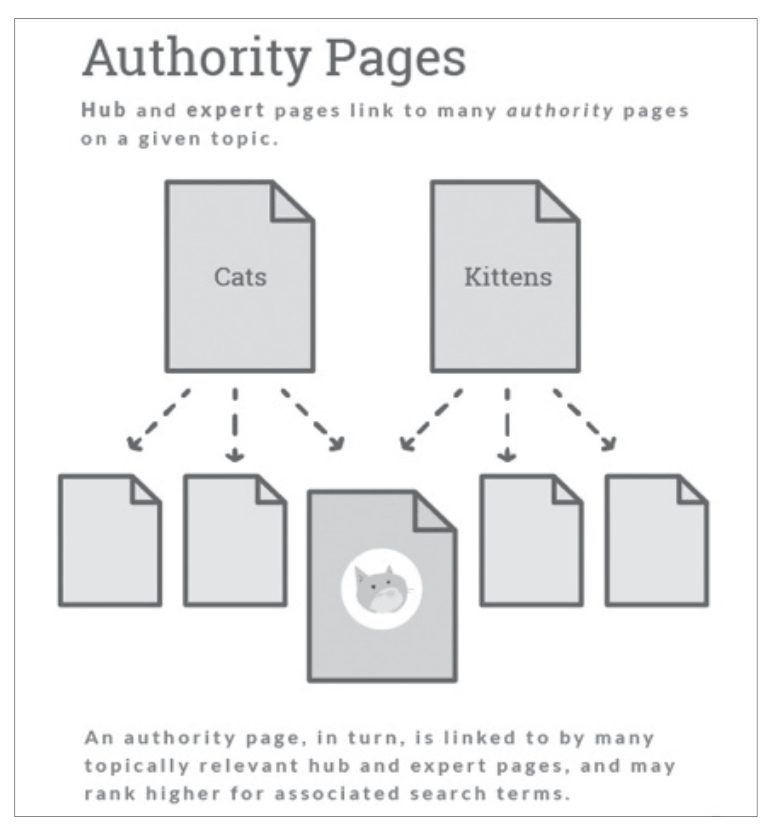 Authority Pages
Hub and expert pages link to many authority pages
on a given topic.
Cats
Kittens
An authority page, in turn, is linked to by many
topically relevant hub and expert pages, and may
rank higher for associated search terms.